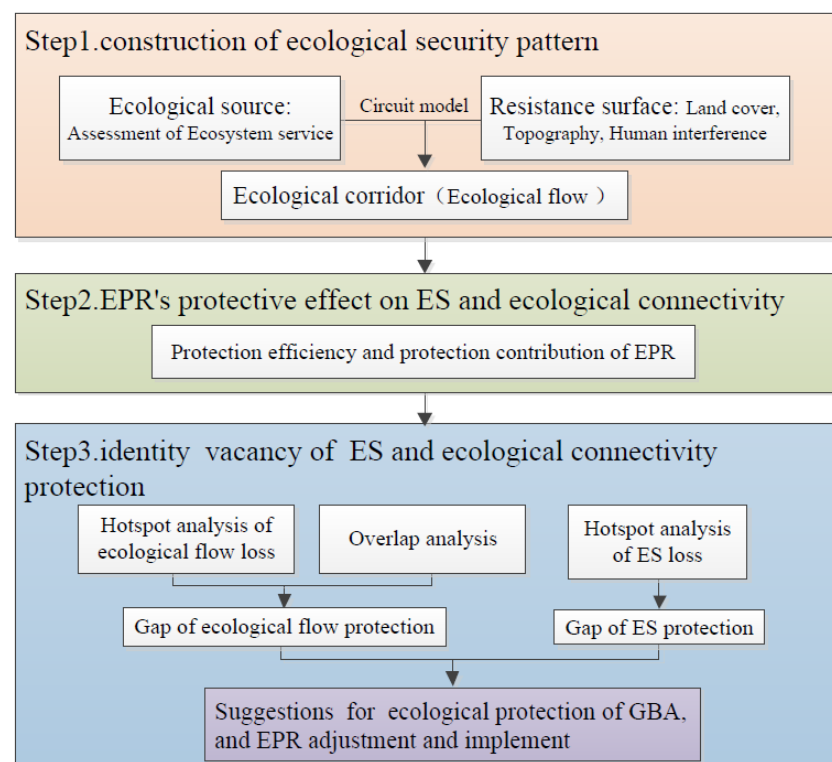 Step1.construction of ecological security pattern
Ecological source:
Assessment of Ecosystem service
Circuit model
Resistance surface: Land cover,
Topography, Human interference
Ecological corridor（Ecological flow ）
Step2.EPR's protective effect on ES and ecological connectivity
Protection efficiency and protection contribution of EPR
Step3.identity vacancy of ES and ecological connectivity
protection
Hotspot analysis of
ecological flow loss
Overlap analysis
Hotspot analysis
of ES loss
Gap of ecological flow protection
Gap of ES protection
Suggestions for ecological protection of GBA,
and EPR adjustment and implement